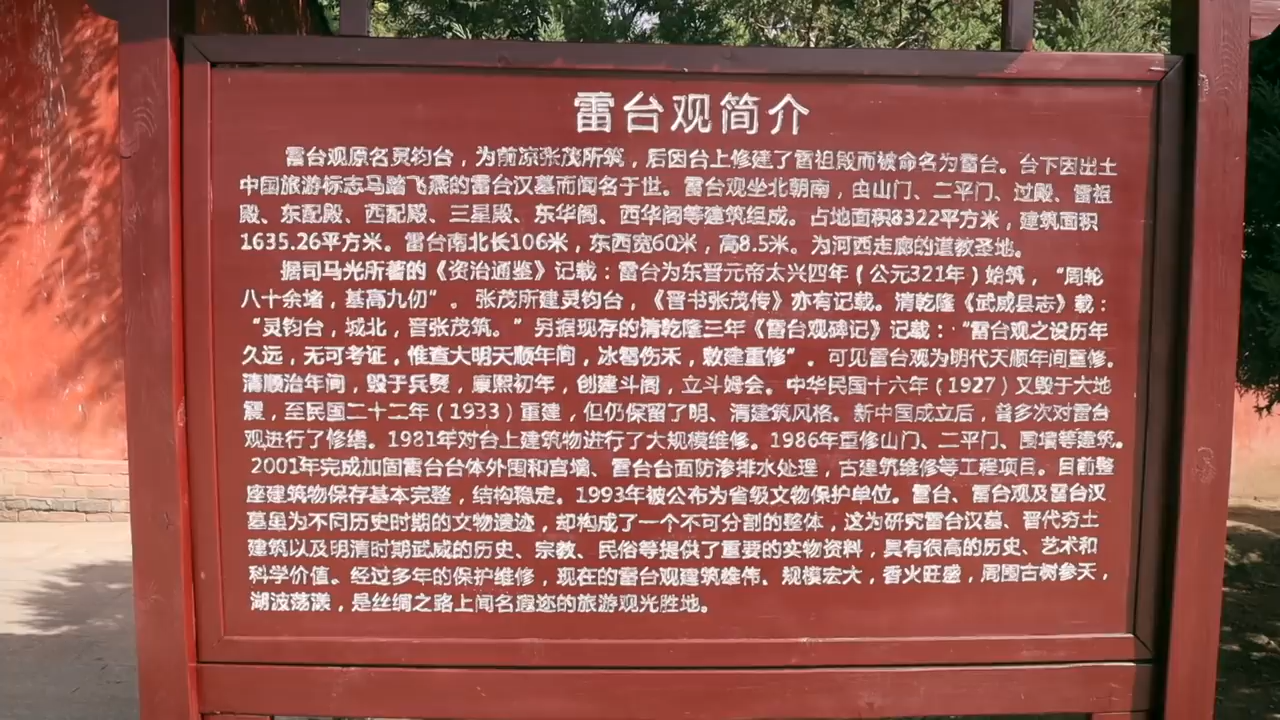 雷台观简介
雷台观原名灵钧台，为前凉张茂所筑，后因台上修建了雷祖殿而被命名为雷台。台下因出土
中国旅游标志马踏飞燕的雷台汉墓而闻名于世。雷台观坐北朝南，由山门、二平门、过殿、雷祖
殿、东配殿、西配殿、三星殿、东华阁、西华阁等建筑组成。占地面积8322平方米，建筑面积
1635.26平方米。雷台南北长106米，东西宽60米，高8.5米。为河西走廊的道教圣地。
据司马光所著的《资治通鉴》记载：雷台为东晋元帝太兴四年（公元321年）始筑，“周轮
八十余堵，基高九仞”。张茂所建灵钧台，《晋书张茂传》亦有记载。清乾隆《武威县志》载：
“灵钧台，城北，晋张茂筑。”另据现存的清乾隆三年《雷台观碑记》记载：“雷台观之设历年
久远，无可考证，惟查大明天顺年间，冰雹伤禾，敕建重修”。可见雷台观为明代天顺年间重修。
清顺治年间，毁于兵燹，康熙初年，创建斗阁，立斗姆会。中华民国十六年（1927）又毁于大地
震，至民国二十二年（1933）重建，但仍保留了明、清建筑风格。新中国成立后，曾多次对雷台
观进行了修缮。1981年对台上建筑物进行了大规模维修。1986年重修山门、二平门、围墙等建筑。
2001年完成加固雷台台体外围和宫墙、雷台台面防渗排水处理，古建筑维修等工程项目。目前整
座建筑物保存基本完整，结构稳定。1993年被公布为省级文物保护单位。雷台、雷台观及雷台汉
墓虽为不同历史时期的文物遗迹，却构成了一个不可分割的整体，这为研究雷台汉墓、晋代夯土
建筑以及明清时期武威的历史、宗教、民俗等提供了重要的实物资料，具有很高的历史、艺术和
科学价值。经过多年的保护维修，现在的雷台观建筑雄伟、规模宏大，香火旺盛，周围古树参天，
湖波荡漾，是丝绸之路上闻名遐迩的旅游观光胜地。